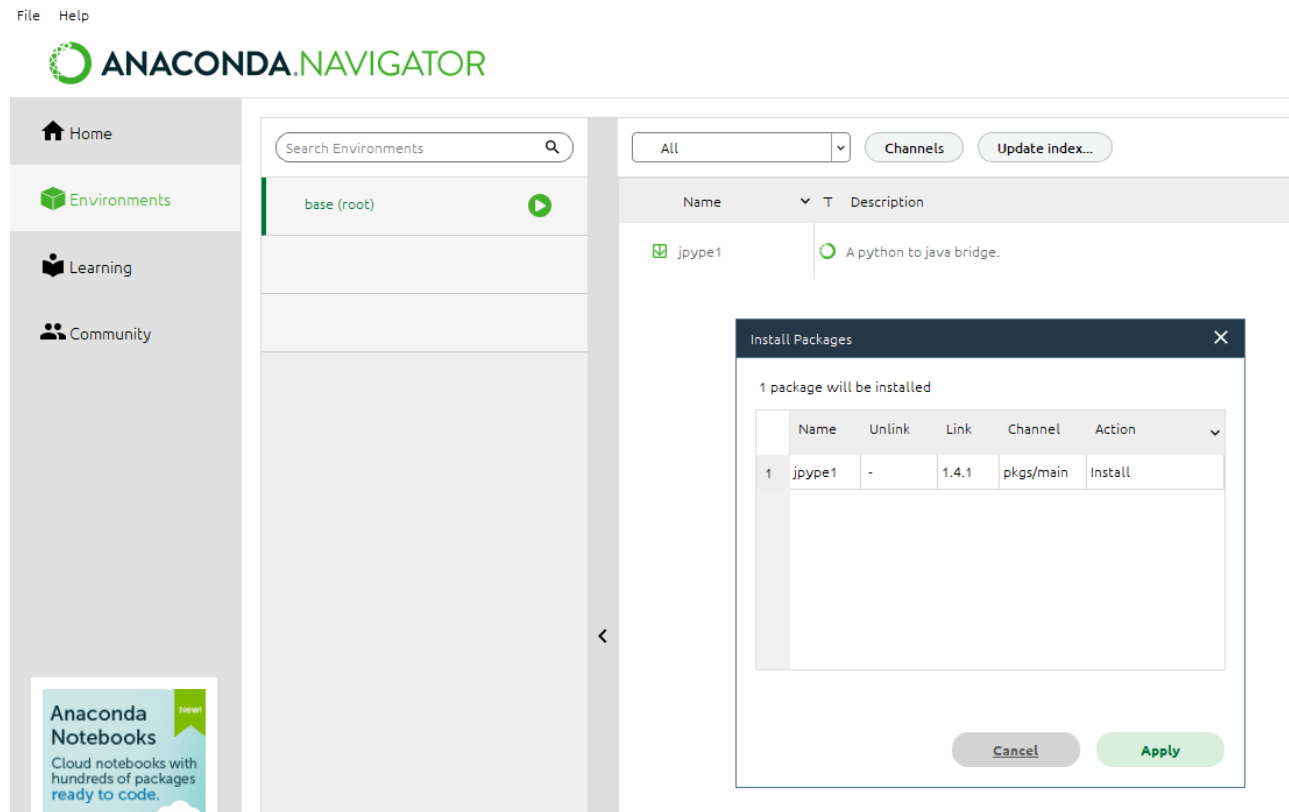 File Help
ANACONDA.NAVIGATOR
Home
Environments
Learning
Community
Search Environments
base (root)
All Channels Update index...
Name T Description
jpype1 A python to java bridge.
Install Packages
1 package will be installed
Name Unlink Link Channel Action
1 jpype1 - 1.4.1 pkgs/main Install
Cancel Apply
New!
Anaconda
Notebooks
Cloud notebooks with
hundreds of packages
ready to code.